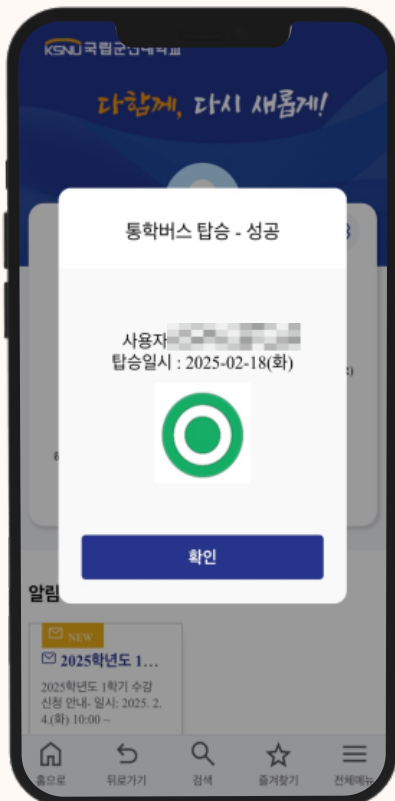 KSNU 국립군산대학교
다함께, 다시 새롭게!
통학버스 탑승 - 성공
사용자
탑승일시 : 2025-02-18(화)
확인
알림
NEW
2025학년도 1...
2025학년도 1학기 수강
신청 안내- 일시: 2025. 2.
4.(화) 10:00 ~
홈으로 뒤로가기 검색 즐겨찾기 전체메뉴